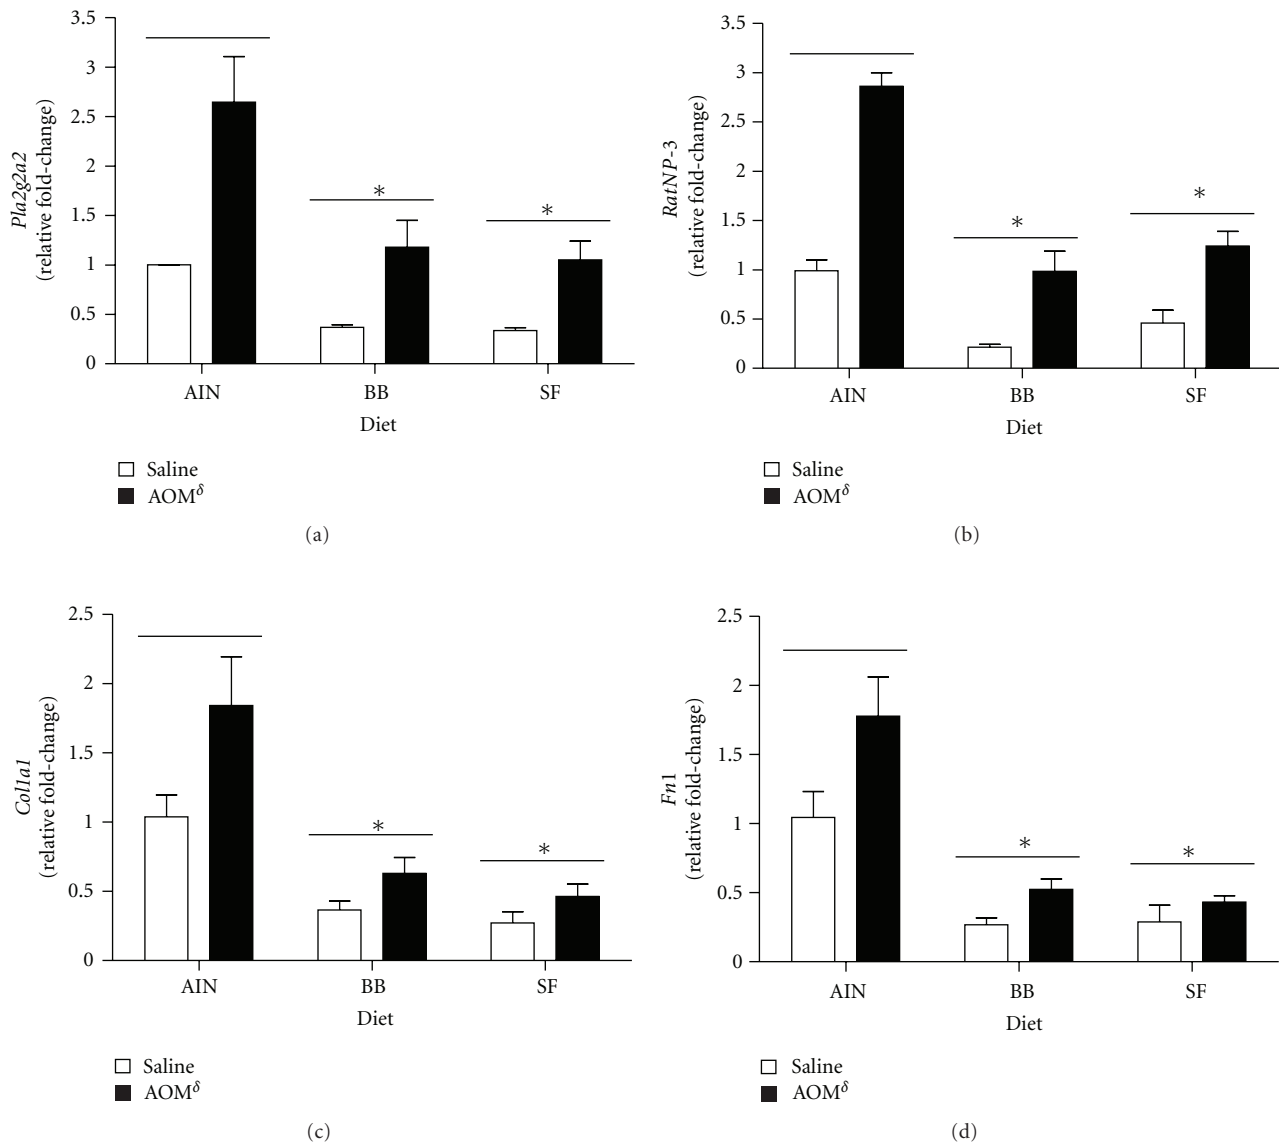 3.5
3
2.5
2
1.5
1
0.5
0
Pla2g2a2
(relative fold-change)
*
*
AIN
BB
SF
Diet
Saline
AOMδ
(a)
3.5
3
2.5
2
1.5
1
0.5
0
RatNP-3
(relative fold-change)
*
*
AIN
BB
SF
Diet
Saline
AOMδ
(b)
2.5
2
1.5
1
0.5
0
Col1a1
(relative fold-change)
*
*
AIN
BB
SF
Diet
Saline
AOMδ
(c)
2.5
2
1.5
1
0.5
0
Fn1
(relative fold-change)
*
*
AIN
BB
SF
Diet
Saline
AOMδ
(d)